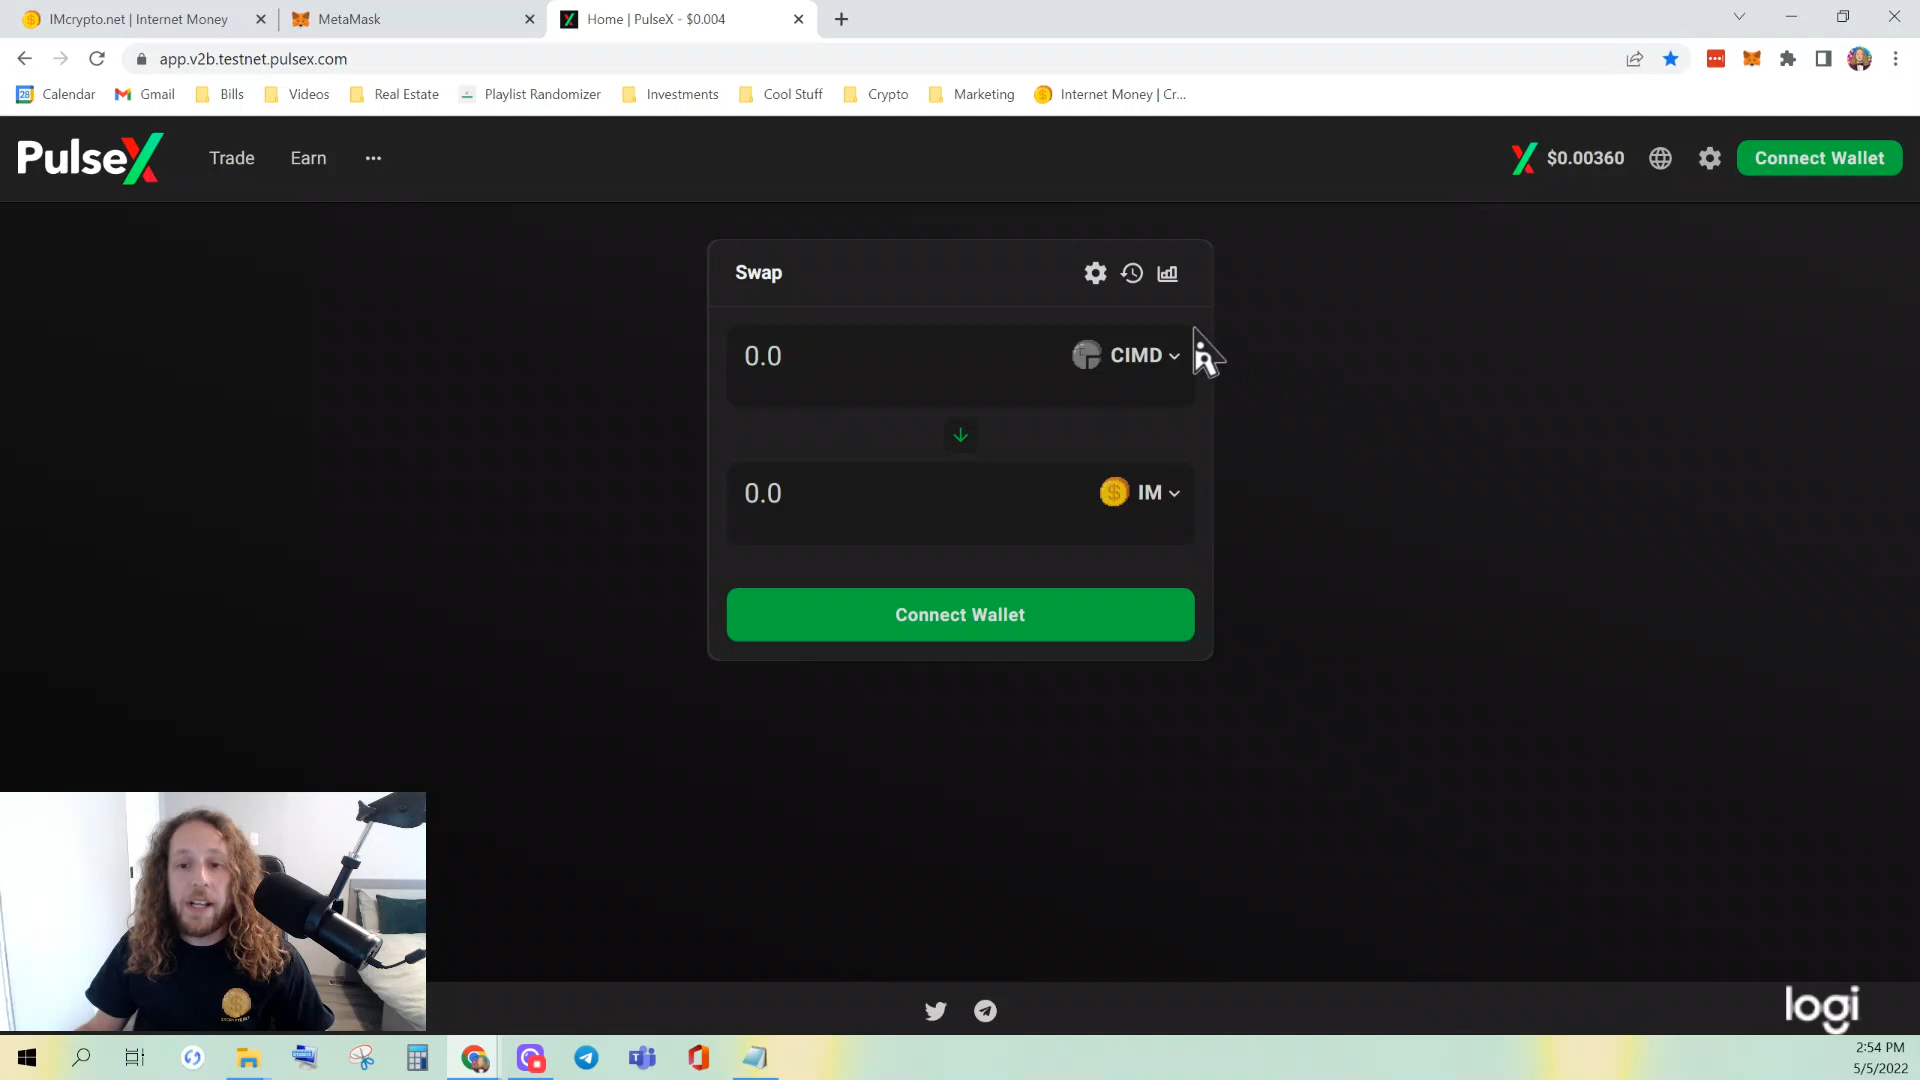 IMcrypto.net | Internet Money
MetaMask
Home | PulseX - $0.004
app.v2b.testnet.pulsex.com
28 Calendar
Gmail
Bills
Videos
Real Estate
Playlist Randomizer
Investments
Cool Stuff
Crypto
Marketing
Internet Money | Cr...
PulseX
Trade
Earn
$0.00360
Connect Wallet
Swap
0.0
CIMD
0.0
IM
Connect Wallet
logi
2:54 PM
5/5/2022